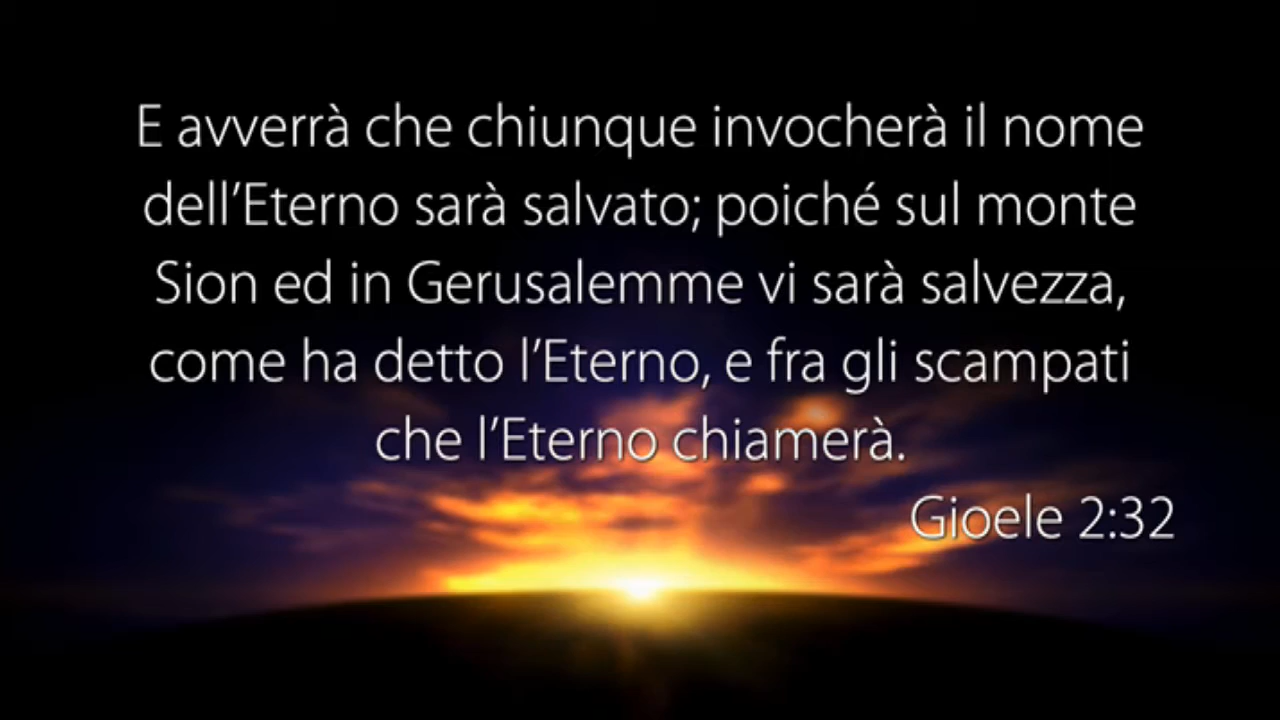 E avverrà che chiunque invocherà il nome
dell’Eterno sarà salvato; poiché sul monte
Sion ed in Gerusalemme vi sarà salvezza,
come ha detto l’Eterno, e fra gli scampati
che l’Eterno chiamerà.
Gioele 2:32